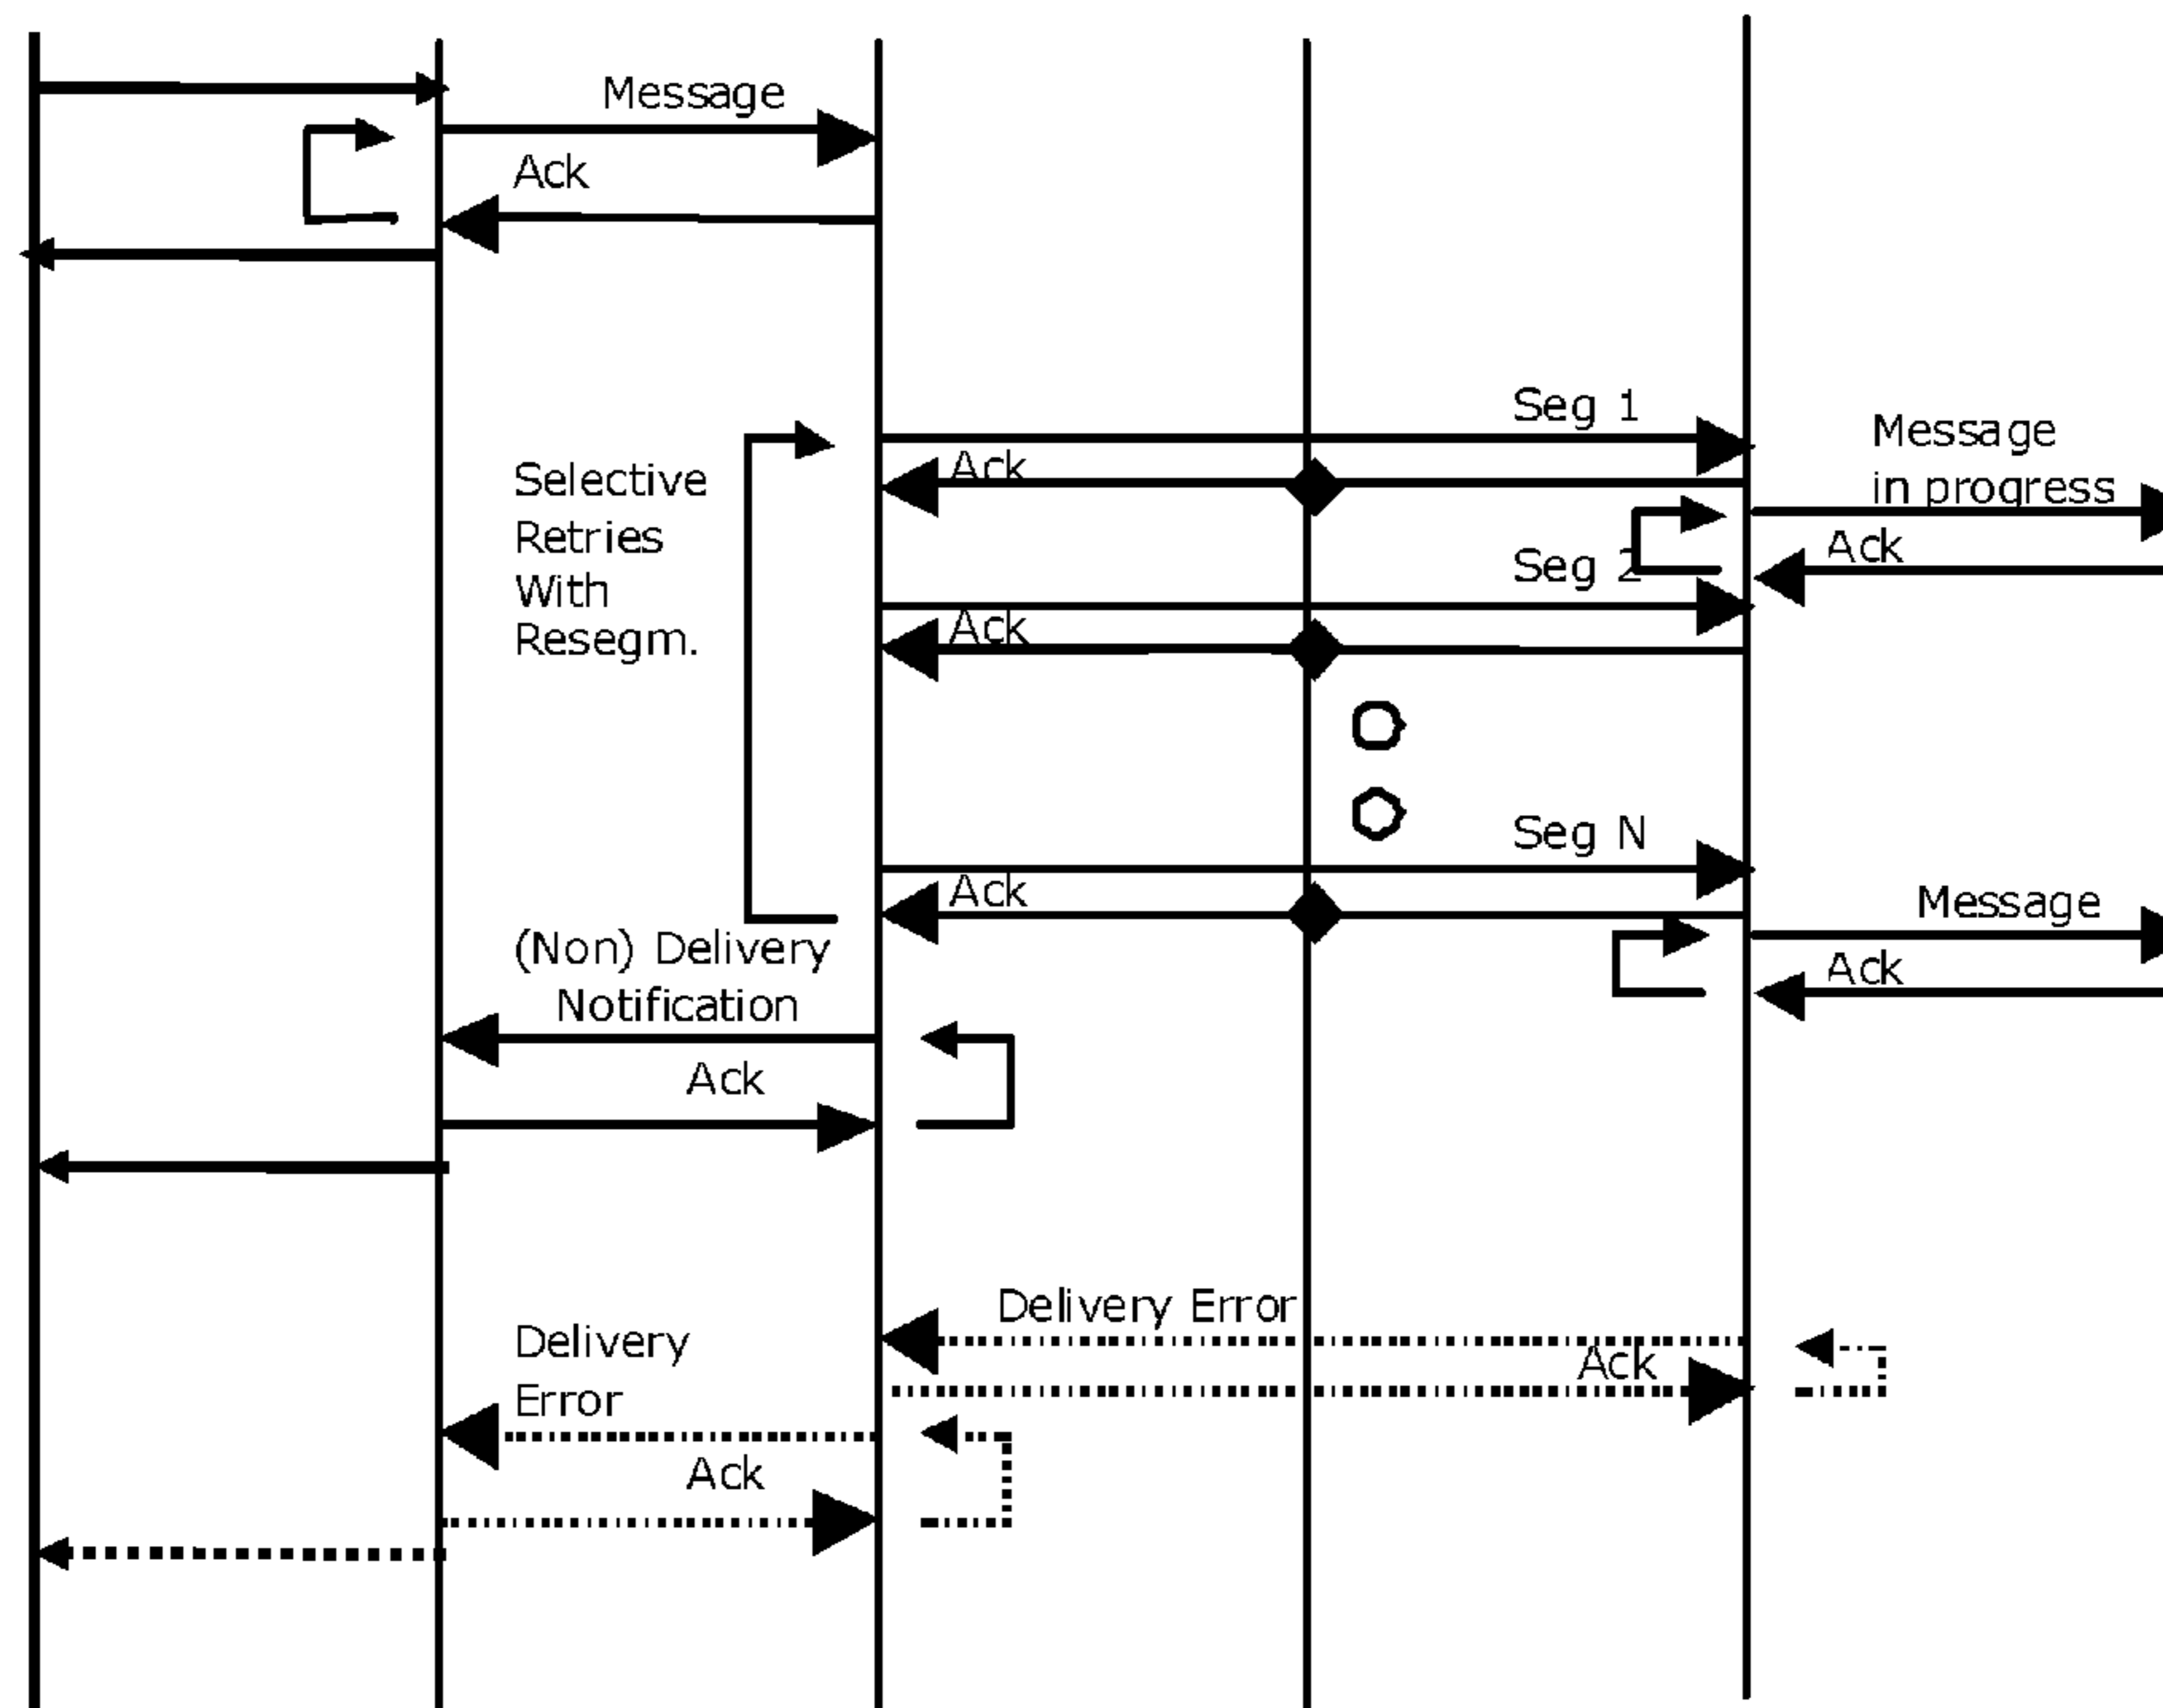 Message
Ack
Seg 1
Ack
Message
in progress
Selective
Retries
With
Resegm.
Ack
Seg 2
Ack
Seg N
Ack
Message
Ack
(Non) Delivery
Notification
Ack
Delivery Error
Delivery
Error
Ack
Ack